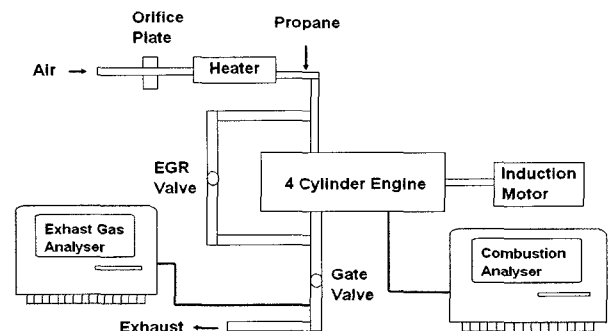 Orifice
Plate
Propane
Air
Heater
EGR
Valve
4 Cylinder Engine
Induction
Motor
Exhast Gas
Analyser
Gate
Valve
Combustion
Analyser
Exhaust